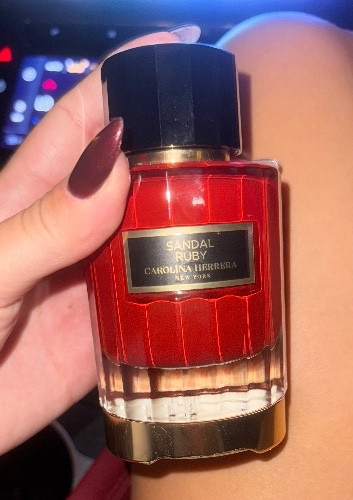 SANDAL
RUBY
CAROLINA HERRERA
NEW YORK